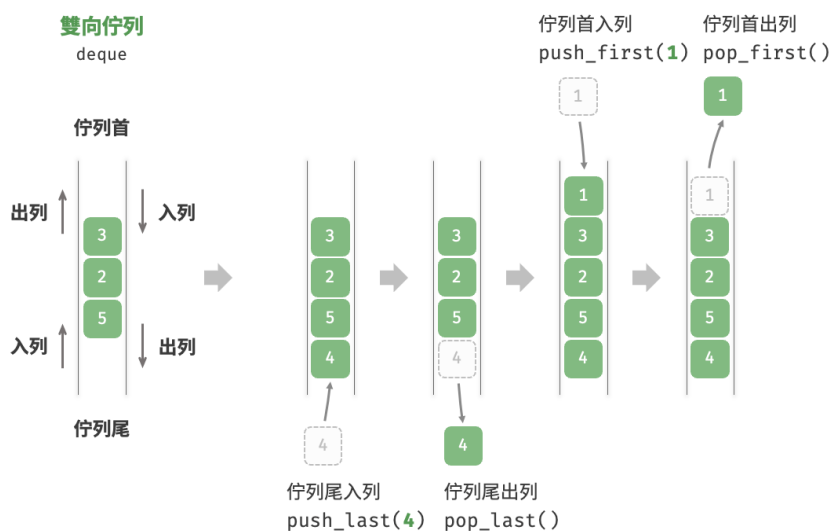 雙向佇列
deque
佇列首
出列
入列
3
2
5
入列
出列
佇列尾
3
2
5
4
4
佇列尾入列
push_last(4)
3
2
5
4
4
佇列尾出列
pop_last()
佇列首入列
push_first(1)
1
1
3
2
5
4
佇列首出列
pop_first()
1
1
3
2
5
4